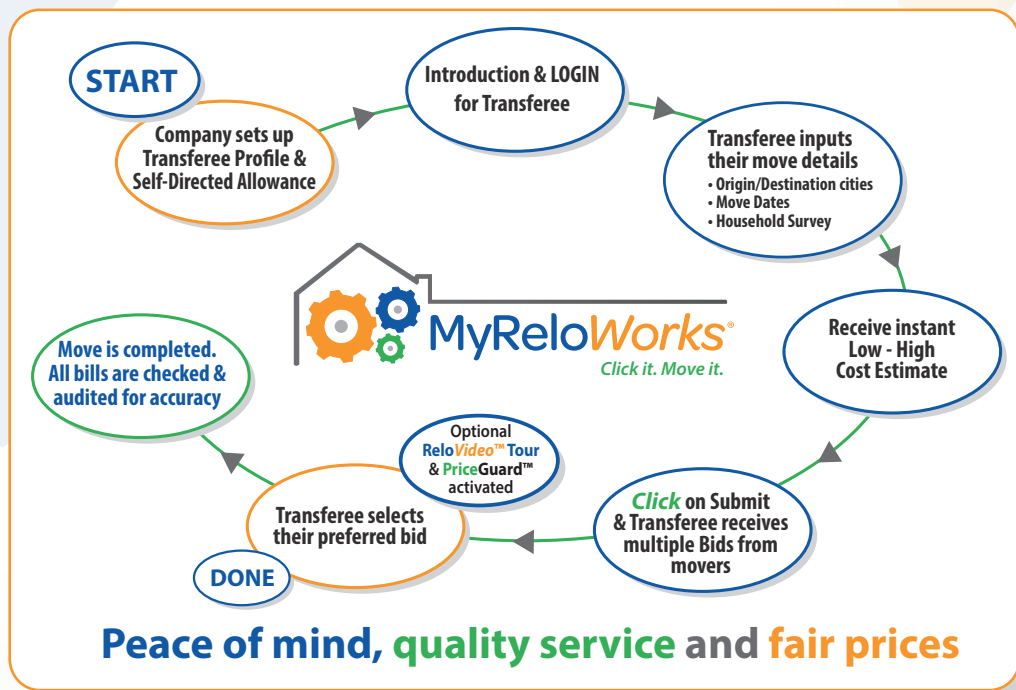 START
Company sets up
Transferee Profile &
Self-Directed Allowance
Introduction & LOGIN
for Transferee
Transferee inputs
their move details
• Origin/Destination cities
• Move Dates
• Household Survey
Receive instant
Low - High
Cost Estimate
Click on Submit
& Transferee receives
multiple Bids from
movers
Optional
ReloVideo™ Tour
& PriceGuard™
activated
Transferee selects
their preferred bid
DONE
Move is completed.
All bills are checked &
audited for accuracy
MyReloWorks®
Click it. Move it.
Peace of mind, quality service and fair prices